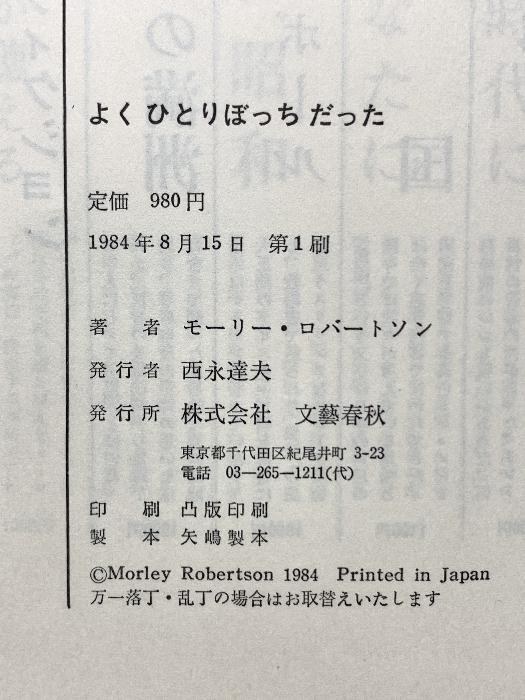 よく ひとりぼっち だった
定価 980円
1984年8月15日 第1刷
著者 モーリー・ロバートソン
発行者 西永達夫
発行所 株式会社 文藝春秋
東京都千代田区紀尾井町 3-23
電話 03—265—1211(代)
印刷 凸版印刷
製本 矢嶋製本
©Morley Robertson 1984 Printed in Japan
万一落丁・乱丁の場合はお取替えいたします